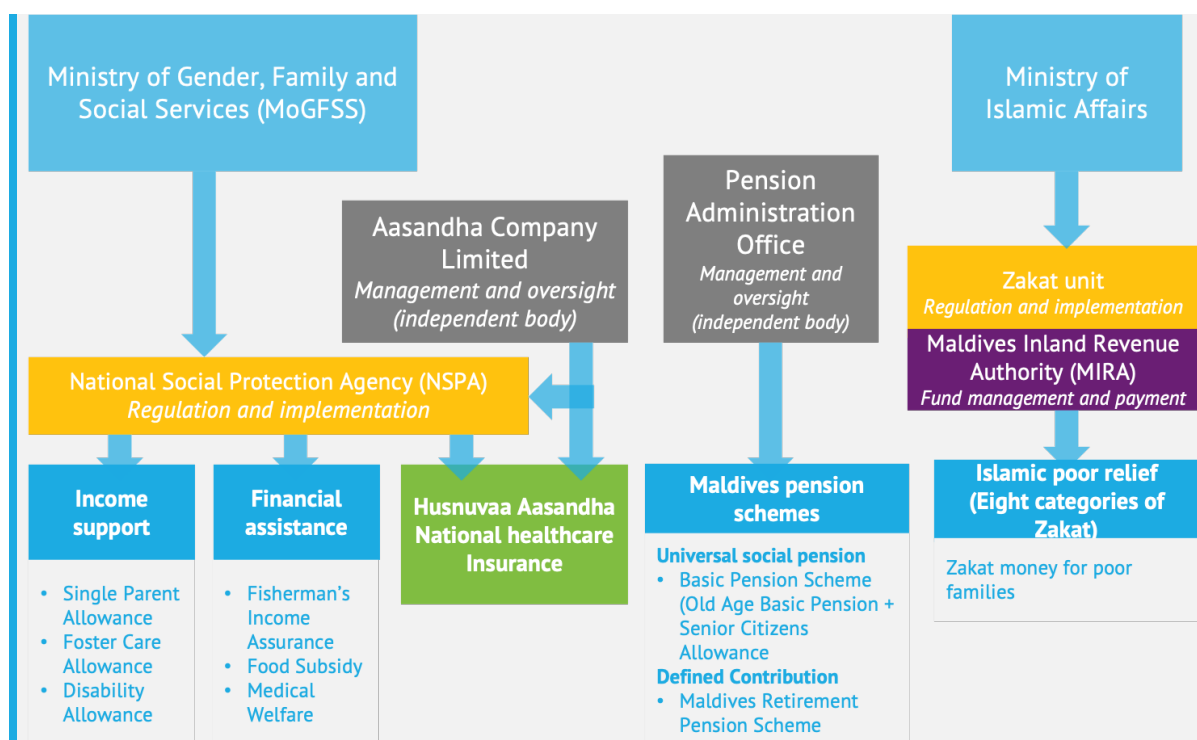 Ministry of Gender, Family and
Social Services (MoGFSS)
Ministry of
Islamic Affairs
Aasandha Company
Limited
Management and oversight
(independent body)
Pension
Administration
Office
Management and
oversight
(independent body)
Zakat unit
Regulation and implementation
Maldives Inland Revenue
Authority (MIRA)
Fund management and payment
National Social Protection Agency (NSPA)
Regulation and implementation
Income
support
• Single Parent
Allowance
• Foster Care
Allowance
• Disability
Allowance
Financial
assistance
• Fisherman’s
Income
Assurance
• Food Subsidy
• Medical
Welfare
Husnuvaa Aasandha
National healthcare
Insurance
Maldives pension
schemes
Universal social pension
• Basic Pension Scheme
(Old Age Basic Pension +
Senior Citizens
Allowance
Defined Contribution
• Maldives Retirement
Pension Scheme
Islamic poor relief
(Eight categories of
Zakat)
Zakat money for poor
families